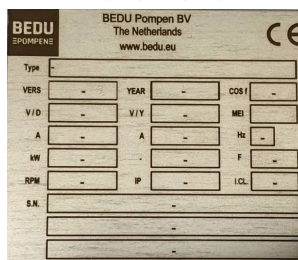 BEDU
POMPEN
BEDU Pompen BV
The Netherlands
www.bedu.eu
CE
Type -
VERS - YEAR - COS f -
V / D - V / Y - MEI
A - A - Hz -
kW - - - F -
RPM - IP - I.CL. -
S.N. -
-
-